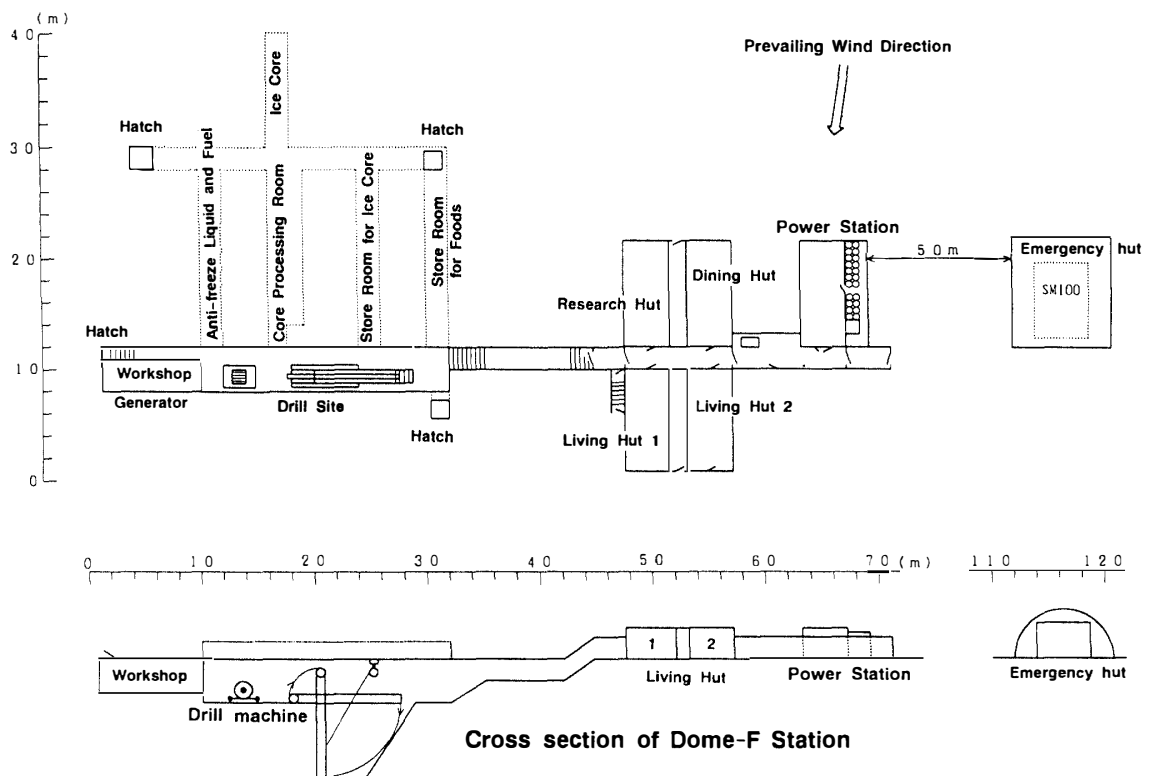 (m)
40
30
20
10
0
Prevailing Wind Direction
Ice Core
Hatch
Hatch
Anti-freeze Liquid and Fuel
Core Processing Room
Store Room for Ice Core
Store Room
for Foods
Power Station
50m
Emergency hut
SM100
Dining Hut
Research Hut
Hatch
Workshop
Generator
Drill Site
Hatch
Living Hut 2
Living Hut 1
0 10 20 30 40 50 60 70 (m) 110 120
Workshop
Drill machine
1 2
Living Hut
Power Station
Emergency hut
Cross section of Dome-F Station